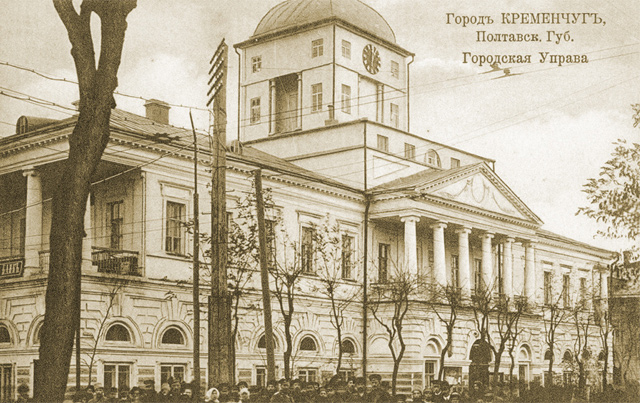 Городъ КРЕМЕНЧУГЪ,
Полтавск. Губ.
Городская Управа